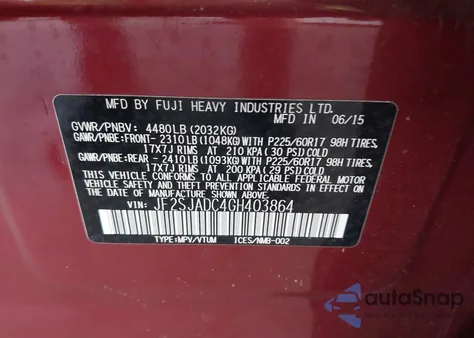 MFD BY FUJI HEAVY INDUSTRIES LTD.
MFD IN 06/15
GVWR/PNBV: 4480LB (2032KG)
GAWR/PNBE: FRONT- 2310LB (1048KG) WITH P225/60R17 98H TIRES,
17X7J RIMS AT 210 KPA (30 PSI) COLD
GAWR/PNBE: REAR - 2410LB (1093KG) WITH P225/60R17 98H TIRES,
17X7J RIMS AT 200 KPA (29 PSI) COLD
THIS VEHICLE CONFORMS TO ALL APPLICABLE FEDERAL
MOTOR VEHICLE SAFETY STANDARDS IN EFFECT ON THE
DATE OF MANUFACTURE SHOWN ABOVE.
VIN: JF2SJADC4GH403864
TYPE:MPV/VTUM ICES/NMB-002
autoSnap
Powered by Carfast Express